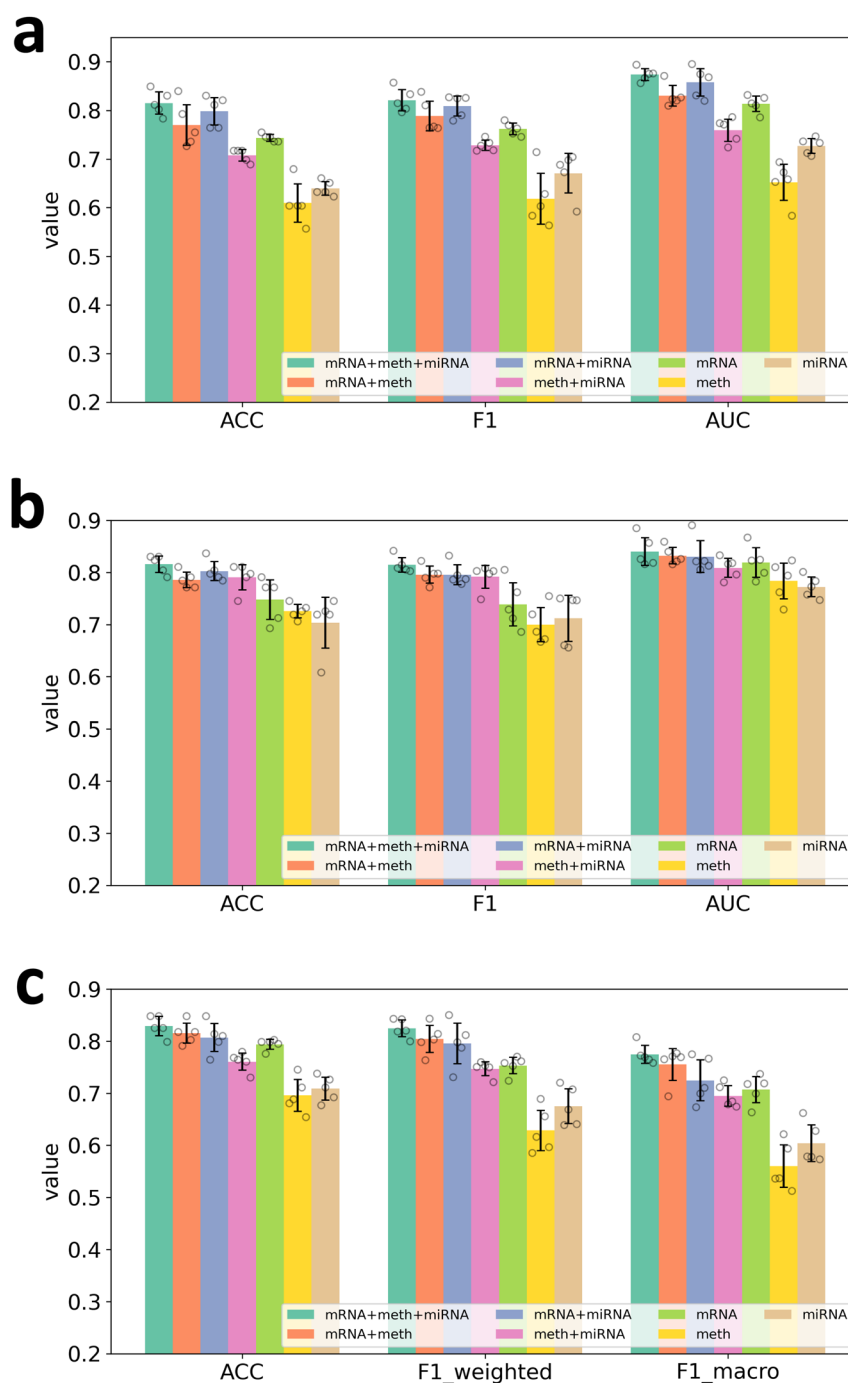 a
0.9
0.8
0.7
0.6
0.5
0.4
0.3
0.2
value
mRNA+meth+miRNA mRNA+miRNA mRNA miRNA
mRNA+meth meth+miRNA meth
ACC F1 AUC
b
0.9
0.8
0.7
0.6
0.5
0.4
0.3
0.2
value
mRNA+meth+miRNA mRNA+miRNA mRNA miRNA
mRNA+meth meth+miRNA meth
ACC F1 AUC
c
0.9
0.8
0.7
0.6
0.5
0.4
0.3
0.2
value
mRNA+meth+miRNA mRNA+miRNA mRNA miRNA
mRNA+meth meth+miRNA meth
ACC F1_weighted F1_macro